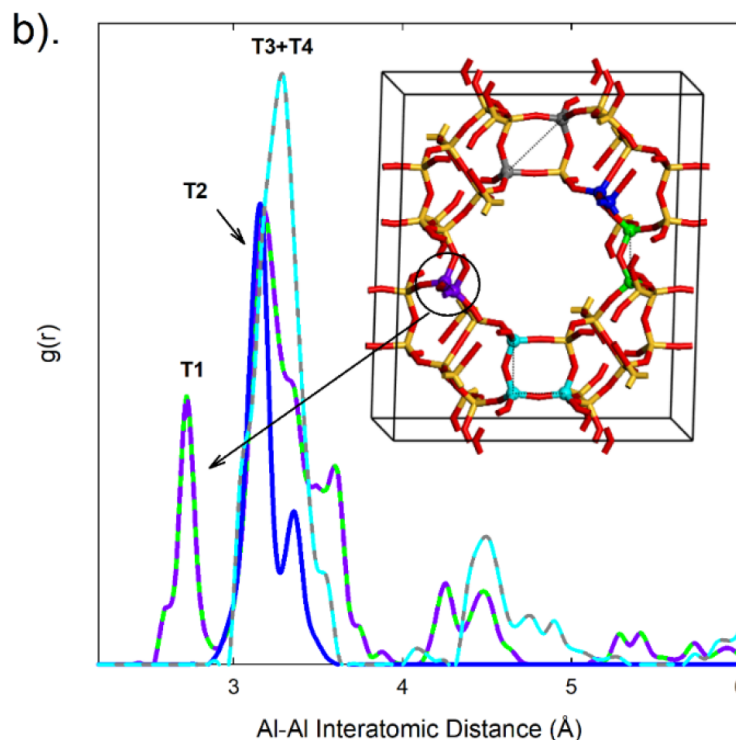 b).
T3+T4
T2
T1
g(r)
3
4
5
Al-Al Interatomic Distance (Å)